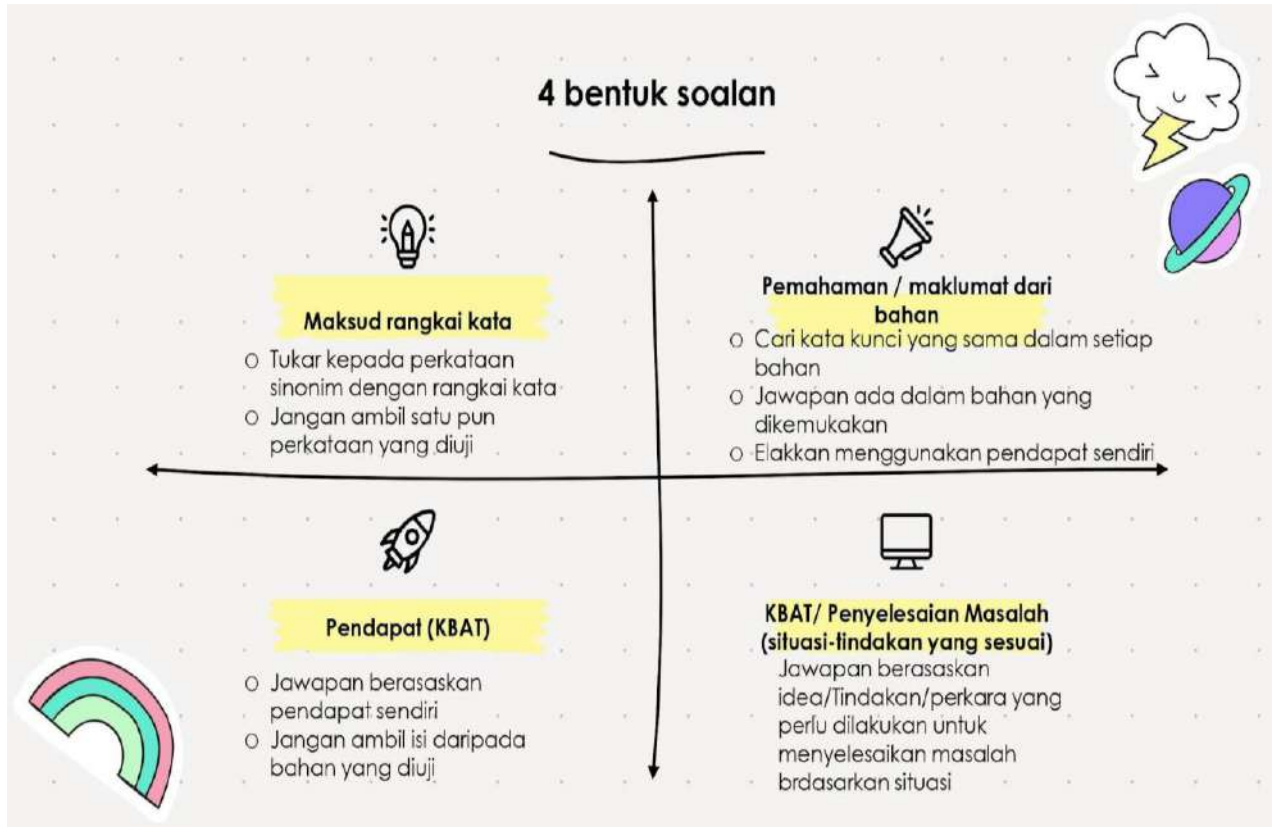 4 bentuk soalan
Maksud rangkai kata
o Tukar kepada perkataan
sinonim dengan rangkai kata
o Jangan ambil satu pun
perkataan yang diuji
Pemahaman / maklumat dari
bahan
o Cari kata kunci yang sama dalam setiap
bahan
o Jawapan ada dalam bahan yang
dikemukakan
o Elakkan menggunakan pendapat sendiri
Pendapat (KBAT)
o Jawapan berasaskan
pendapat sendiri
o Jangan ambil isi daripada
bahan yang diuji
KBAT/ Penyelesaian Masalah
(situasi-tindakan yang sesuai)
Jawapan berasaskan
idea/Tindakan/perkara yang
perlu dilakukan untuk
menyelesaikan masalah
brdasarkan situasi